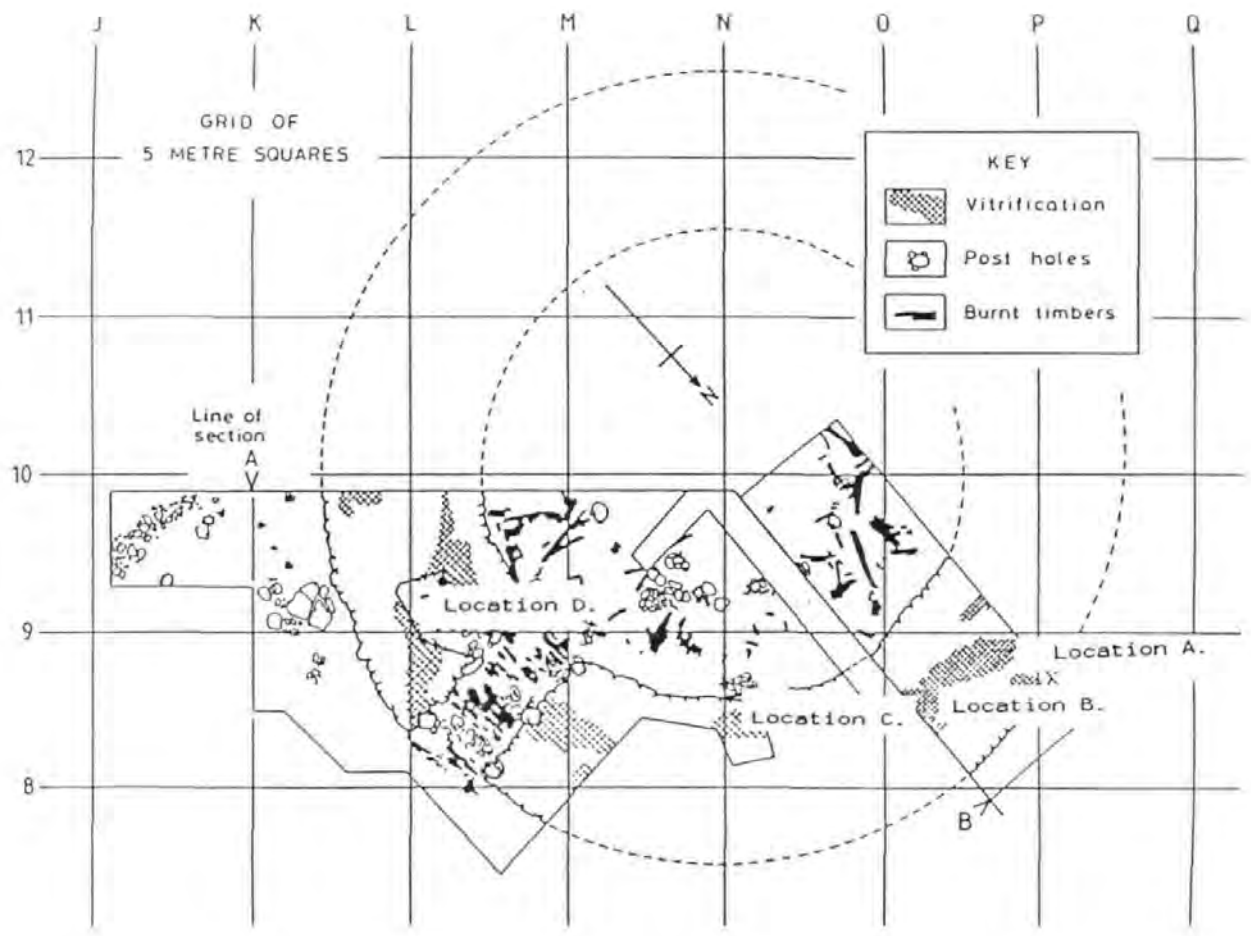 J K L M N O P Q
GRID OF
5 METRE SQUARES
12
KEY
Vitrification
Post holes
Burnt timbers
11
N
Line of
section
A
10
Location D.
9
Location A.
IX
Location B.
Location C.
8
B